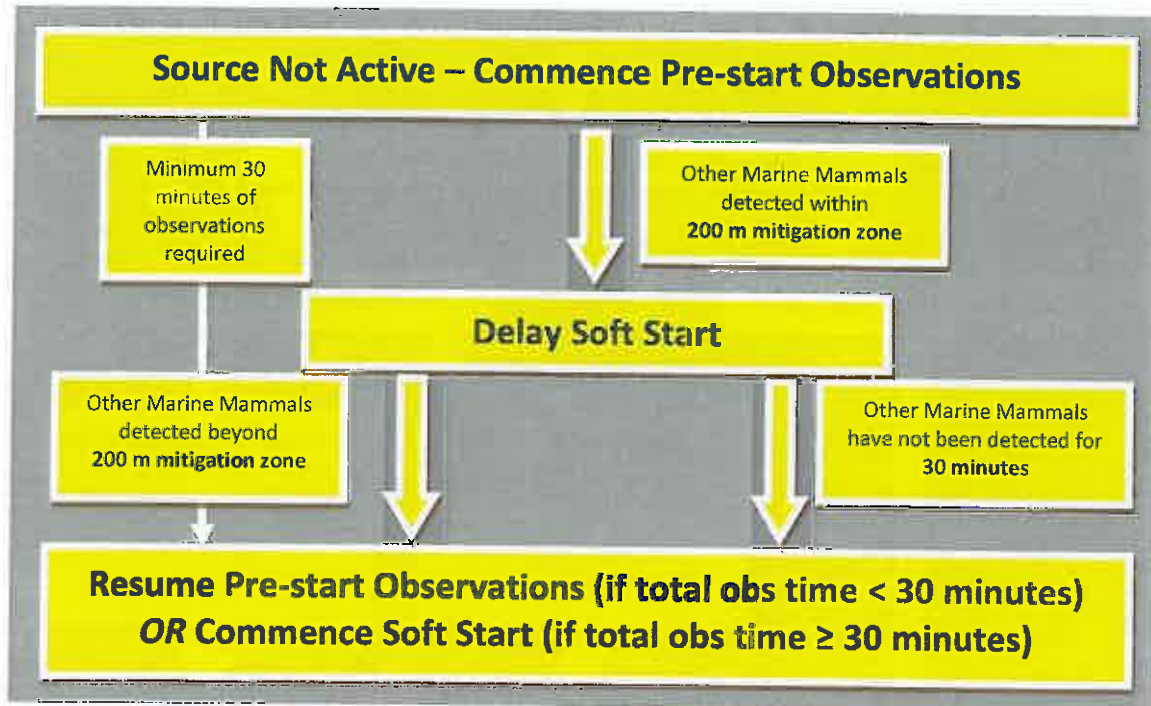 Source Not Active – Commence Pre-start Observations
Minimum 30
minutes of
observations
required
Other Marine Mammals
detected within
200 m mitigation zone
Delay Soft Start
Other Marine Mammals
detected beyond
200 m mitigation zone
Other Marine Mammals
have not been detected for
30 minutes
Resume Pre-start Observations (if total obs time < 30 minutes)
OR Commence Soft Start (if total obs time ≥ 30 minutes)